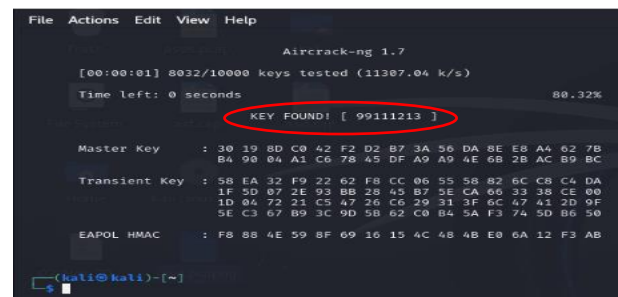 File Actions Edit View Help
Aircrack-ng 1.7
[00:00:01] 8032/10000 keys tested (11307.04 k/s)
Time left: 0 seconds 80.32%
KEY FOUND! [ 99111213 ]
Master Key : 30 19 8D C0 42 F2 D2 B7 3A 56 DA 8E E8 A4 62 7B
B4 90 04 A1 C6 78 45 DF A9 A9 4E 6B 2B AC B9 BC
Transient Key : 58 EA 32 F9 22 62 F8 CC 06 55 58 82 6C C8 C4 DA
1F 5D 07 2E 93 BB 28 45 B7 5E CA 66 33 38 CE 00
1D 04 72 21 C5 47 26 C6 29 31 3F 6C 47 41 2D 9F
5E C3 67 B9 3C 9D 5B 62 C0 B4 5A F3 74 5D B6 50
EAPOL HMAC : F8 88 4E 59 8F 69 16 15 4C 48 4B E0 6A 12 F3 AB
(kali㉿kali)-[~]
$